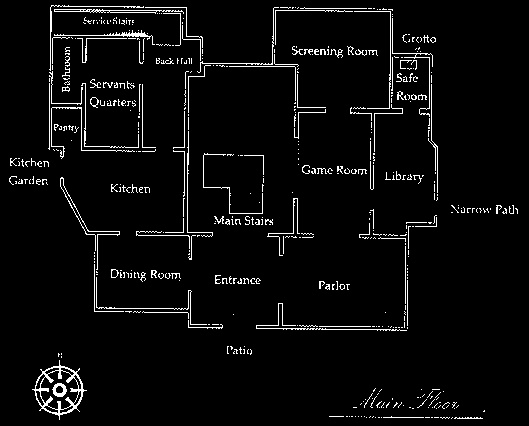 Service Stairs
Grotto
Screening Room
Bathroom
Back Hall
Safe
Room
Servants
Quarters
Pantry
Kitchen
Garden
Kitchen
Game Room
Library
Narrow Path
Main Stairs
Dining Room
Entrance
Parlor
Patio
N
Main Floor